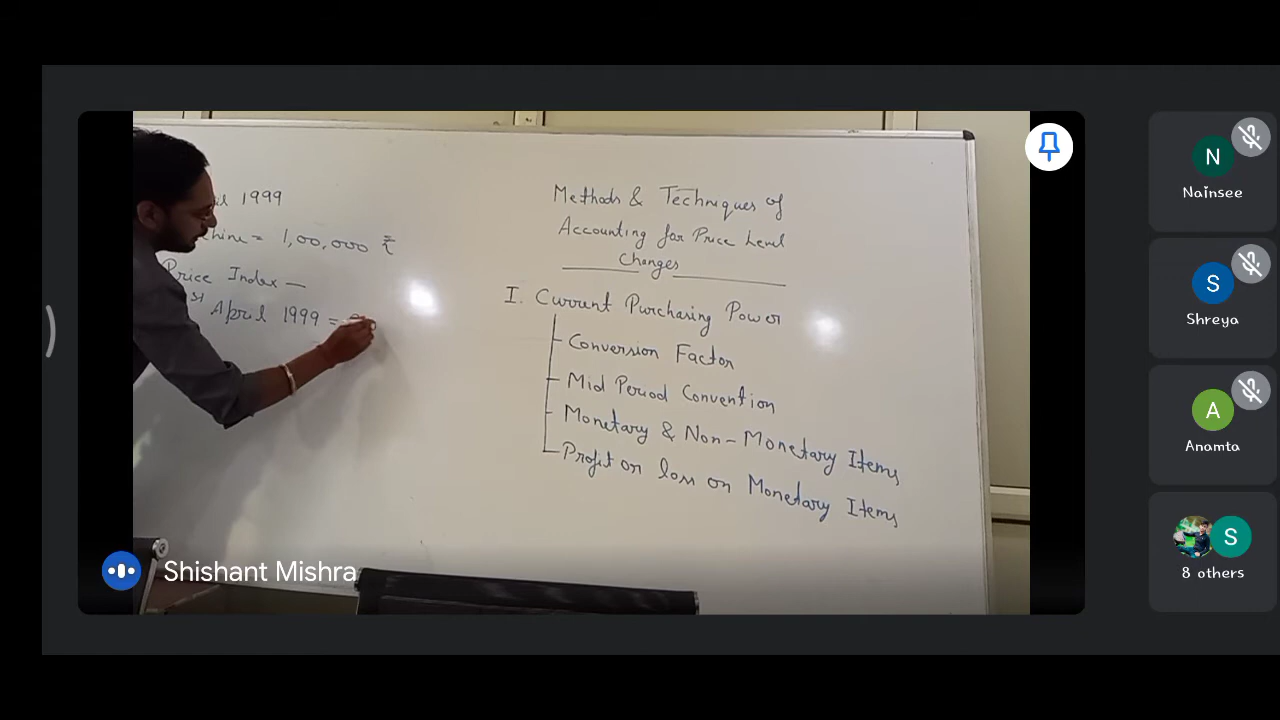 1999
= 1,00,000 ₹
Price Index —
st April 1999 =
Methods & Techniques of
Accounting for Price Level
Changes
I. Current Purchasing Power
Conversion Factor
Mid Period Convention
Monetary & Non-Monetary Items
Profit or loss on Monetary Items
Shishant Mishra
N
Nainsee
S
Shreya
A
Anamta
S
8 others